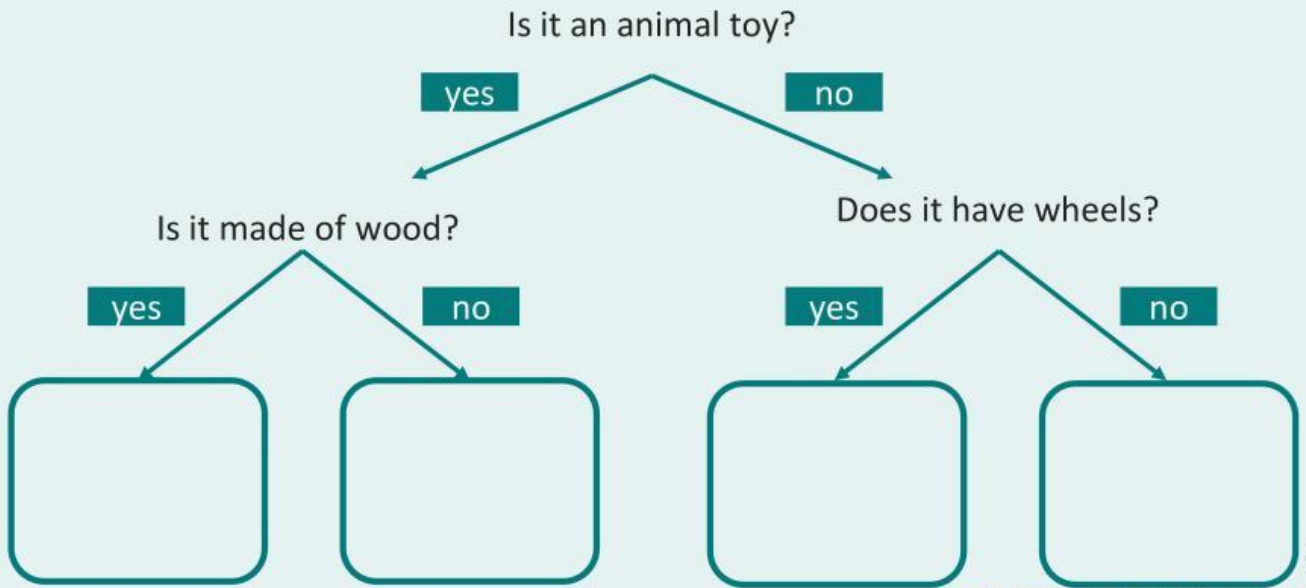 Is it an animal toy?
yes
no
Is it made of wood?
Does it have wheels?
yes
no
yes
no